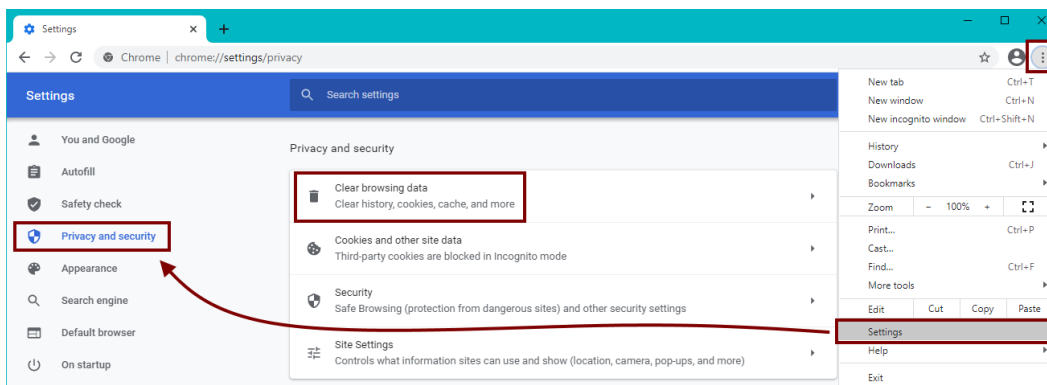 Settings
Chrome | chrome://settings/privacy
Settings
Search settings
You and Google
Autofill
Safety check
Privacy and security
Appearance
Search engine
Default browser
On startup
Privacy and security
Clear browsing data
Clear history, cookies, cache, and more
Cookies and other site data
Third-party cookies are blocked in Incognito mode
Security
Safe Browsing (protection from dangerous sites) and other security settings
Site Settings
Controls what information sites can use and show (location, camera, pop-ups, and more)
New tab Ctrl+T
New window Ctrl+N
New incognito window Ctrl+Shift+N
History
Downloads Ctrl+J
Bookmarks
Zoom - 100% +
Print... Ctrl+P
Cast...
Find... Ctrl+F
More tools
Edit Cut Copy Paste
Settings
Help
Exit